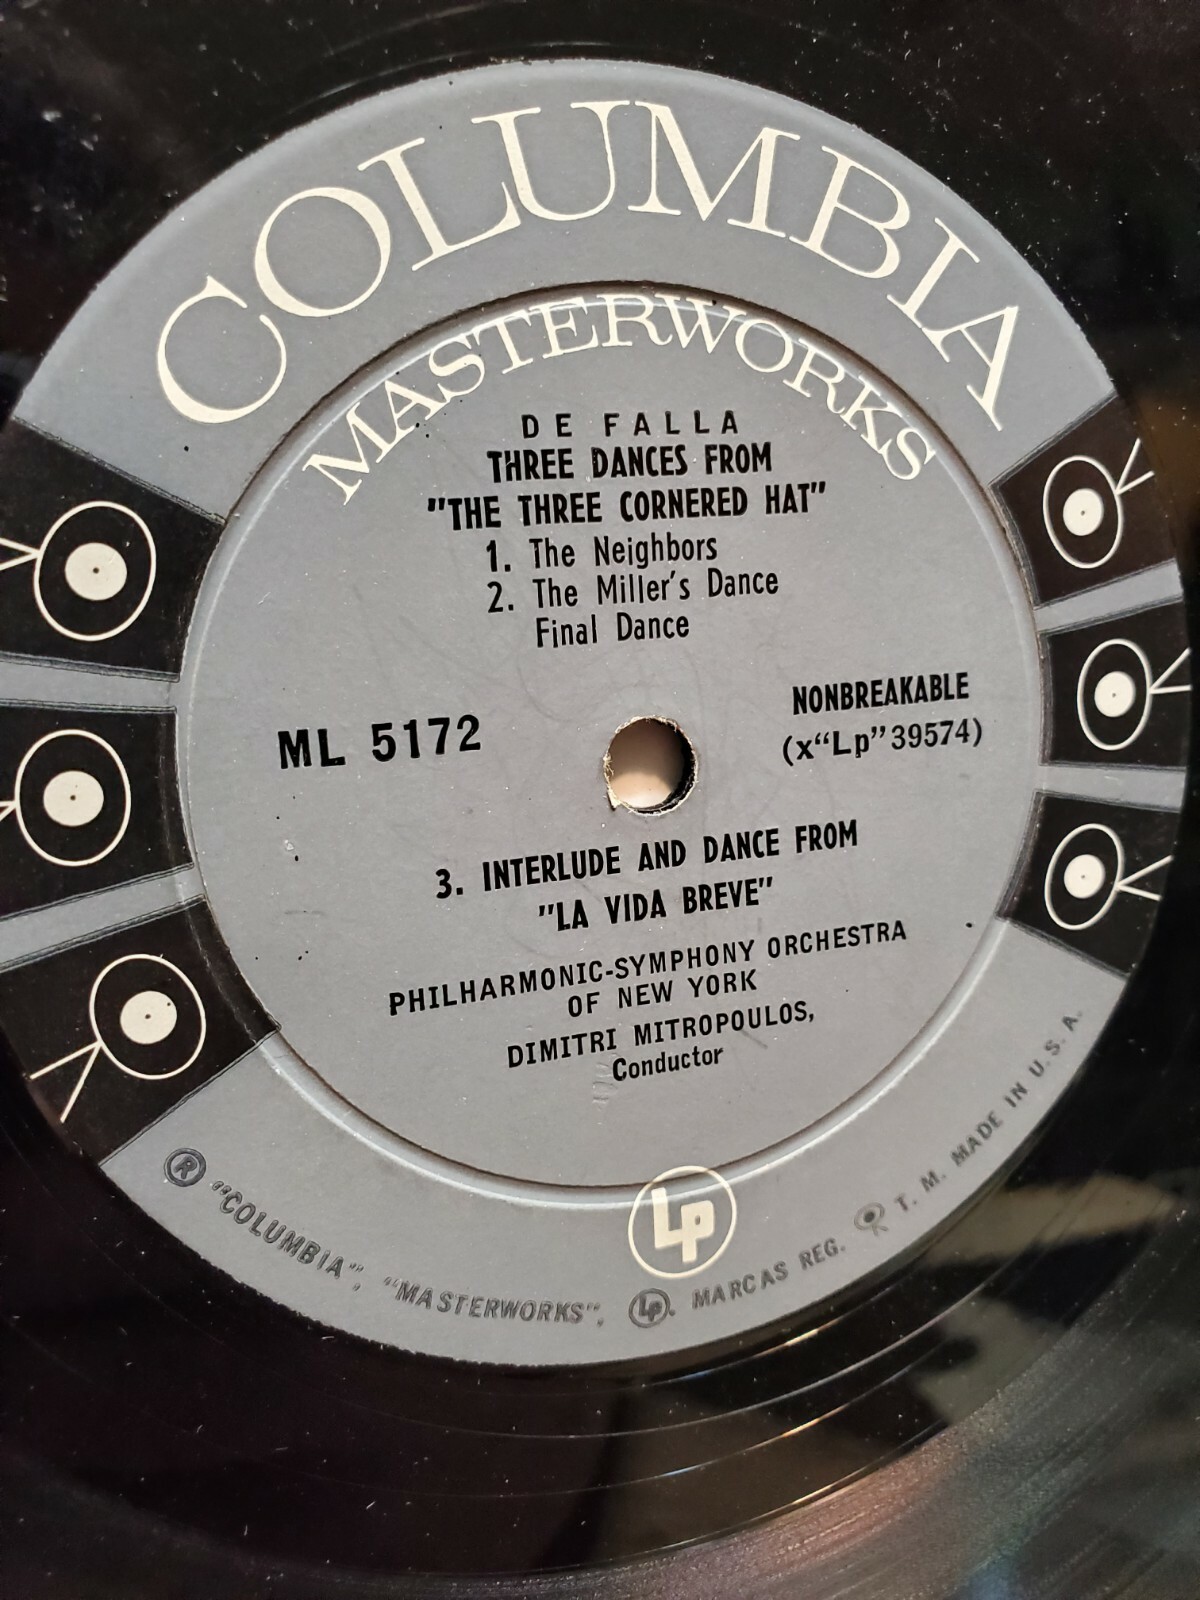 COLUMBIA
MASTERWORKS
DE FALLA
THREE DANCES FROM
"THE THREE CORNERED HAT"
1. The Neighbors
2. The Miller's Dance
Final Dance
ML 5172
NONBREAKABLE
(x“Lp”39574)
3. INTERLUDE AND DANCE FROM
"LA VIDA BREVE"
PHILHARMONIC-SYMPHONY ORCHESTRA
OF NEW YORK
DIMITRI MITROPOULOS,
Conductor
Lp
® “COLUMBIA”, “MASTERWORKS”, Lp. MARCAS REG. T. M. MADE IN U. S. A.